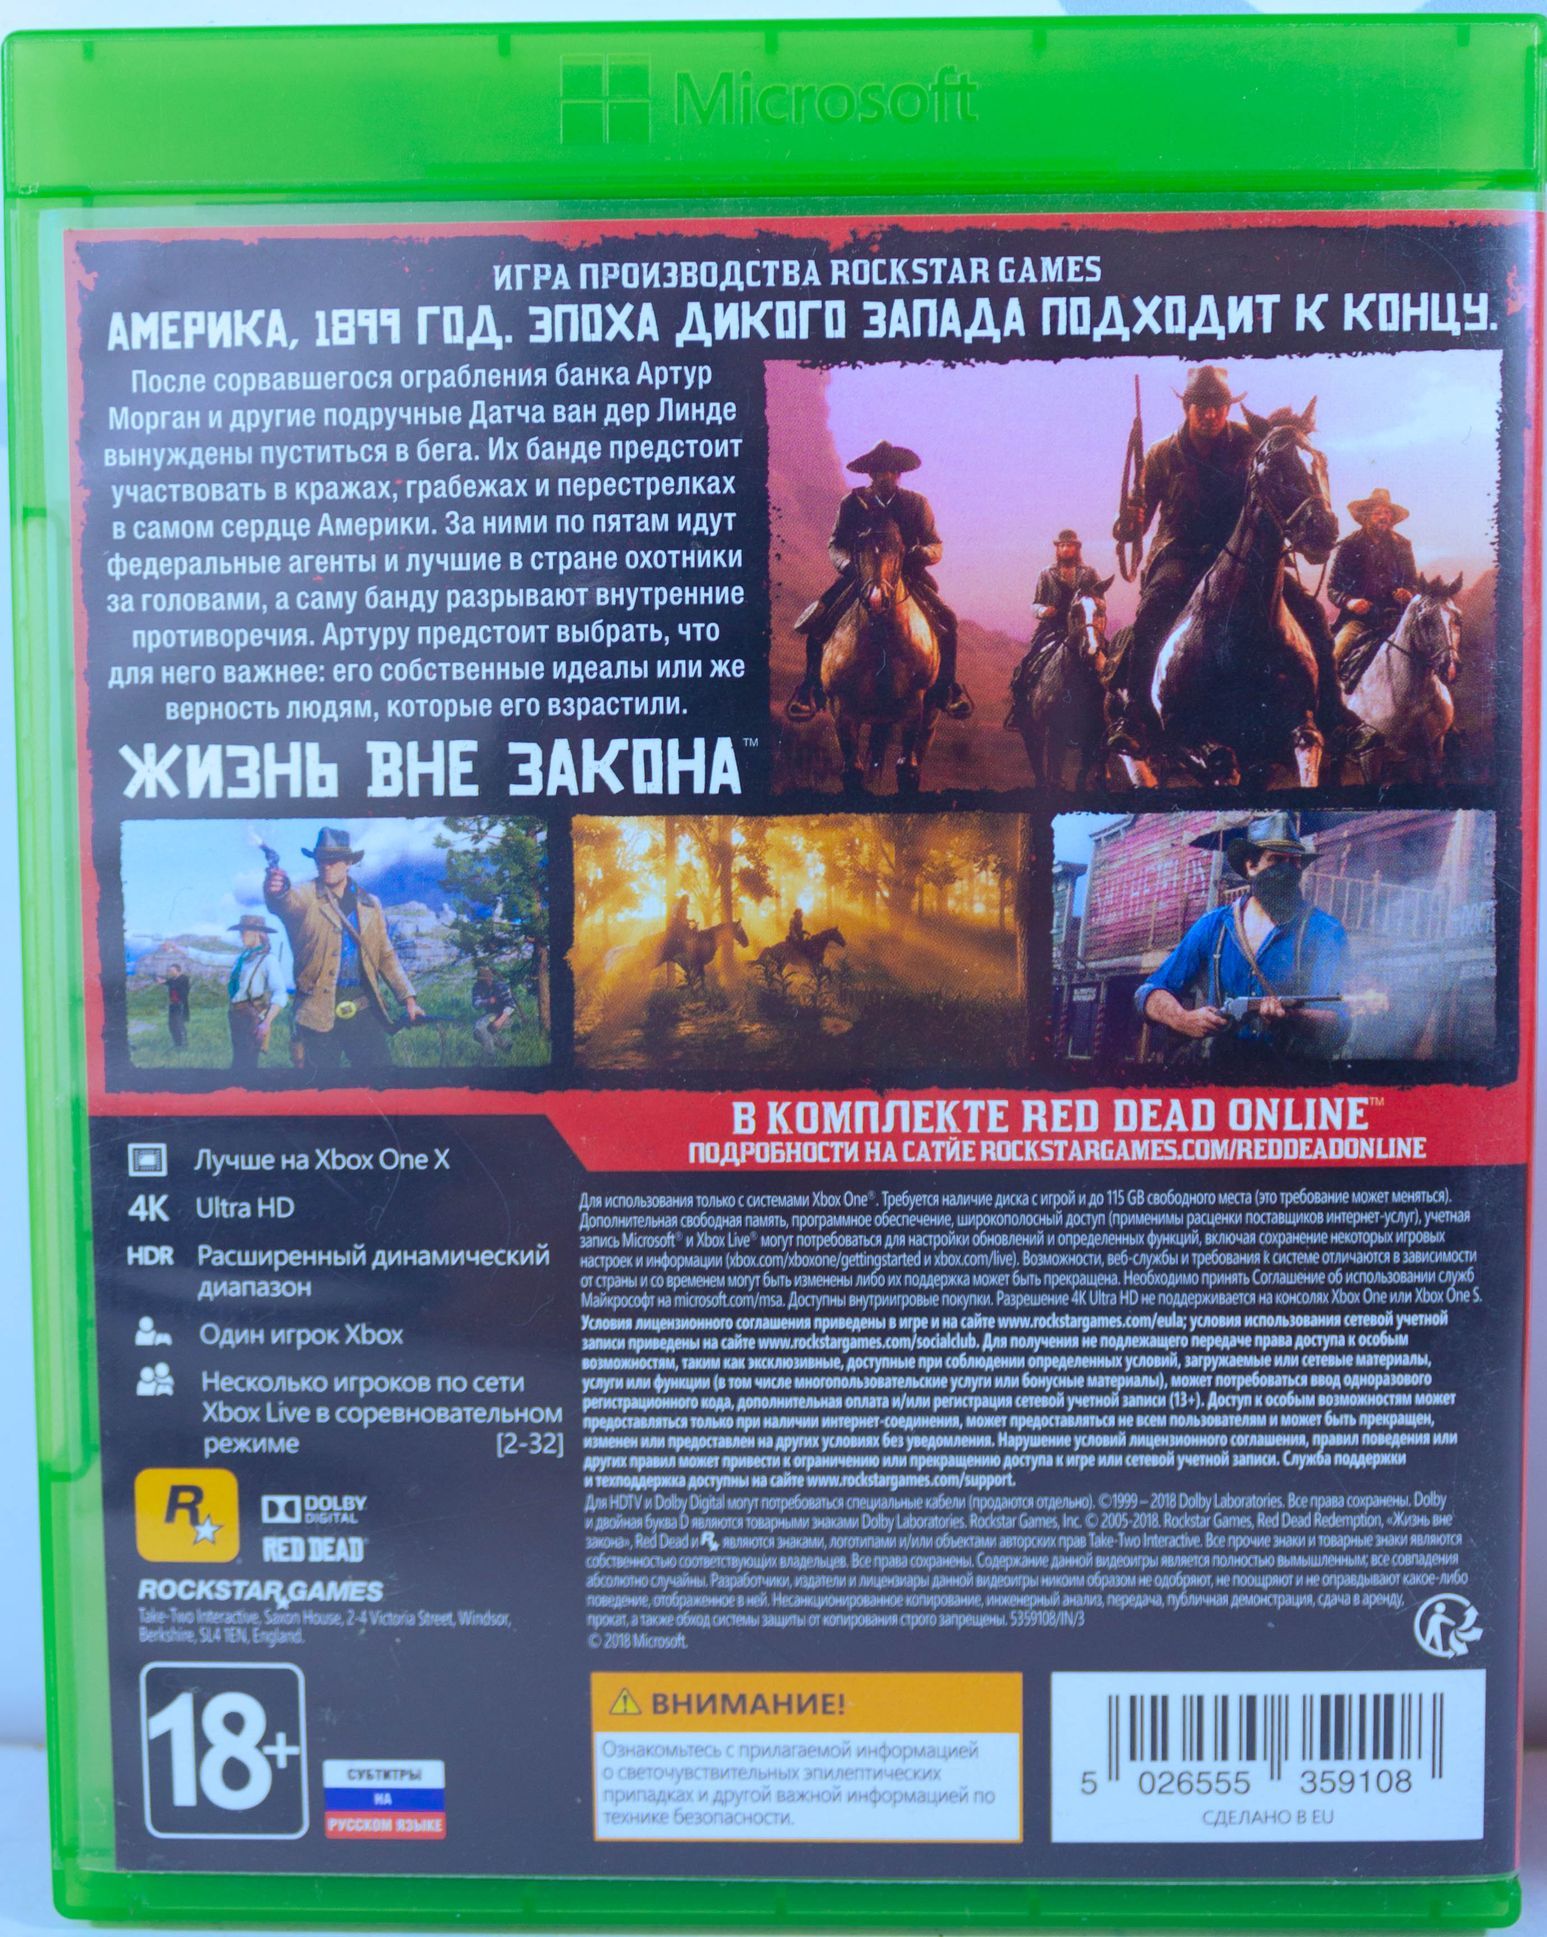 Microsoft
ИГРА ПРОИЗВОДСТВА ROCKSTAR GAMES
АМЕРИКА, 1899 ГОД. ЭПОХА ДИКОГО ЗАПАДА ПОДХОДИТ К КОНЦУ.
После сорвавшегося ограбления банка Артур
Морган и другие подручные Датча ван дер Линде
вынуждены пуститься в бега. Их банде предстоит
участвовать в кражах, грабежах и перестрелках
в самом сердце Америки. За ними по пятам идут
федеральные агенты и лучшие в стране охотники
за головами, а саму банду разрывают внутренние
противоречия. Артуру предстоит выбрать, что
для него важнее: его собственные идеалы или же
верность людям, которые его взрастили.
ЖИЗНЬ ВНЕ ЗАКОНА™
В КОМПЛЕКТЕ RED DEAD ONLINE™
ПОДРОБНОСТИ НА САТЙЕ ROCKSTARGAMES.COM/REDDEADONLINE
Лучше на Xbox One X
4K Ultra HD
HDR Расширенный динамический
диапазон
Один игрок Xbox
Несколько игроков по сети
Xbox Live в соревновательном
режиме [2-32]
R
DOLBY
DIGITAL
RED DEAD
ROCKSTAR GAMES
Take-Two Interactive, Saxon House, 2-4 Victoria Street, Windsor,
Berkshire, SL4 1EN, England.
Для использования только с системами Xbox One®. Требуется наличие диска с игрой и до 115 GB свободного места (это требование может меняться).
Дополнительная свободная память, программное обеспечение, широкополосный доступ (применимы расценки поставщиков интернет-услуг), учетная
запись Microsoft® и Xbox Live® могут потребоваться для настройки обновлений и определенных функций, включая сохранение некоторых игровых
настроек и информации (xbox.com/xboxone/gettingstarted и xbox.com/live). Возможности, веб-службы и требования к системе отличаются в зависимости
от страны и со временем могут быть изменены либо их поддержка может быть прекращена. Необходимо принять Соглашение об использовании служб
Майкрософт на microsoft.com/msa. Доступны внутриигровые покупки. Разрешение 4K Ultra HD не поддерживается на консолях Xbox One или Xbox One S.
Условия лицензионного соглашения приведены в игре и на сайте www.rockstargames.com/eula; условия использования сетевой учетной
записи приведены на сайте www.rockstargames.com/socialclub. Для получения не подлежащего передаче права доступа к особым
возможностям, таким как эксклюзивные, доступные при соблюдении определенных условий, загружаемые или сетевые материалы,
услуги или функции (в том числе многопользовательские услуги или бонусные материалы), может потребоваться ввод одноразового
регистрационного кода, дополнительная оплата и/или регистрация сетевой учетной записи (13+). Доступ к особым возможностям может
предоставляться только при наличии интернет-соединения, может предоставляться не всем пользователям и может быть прекращен,
изменен или предоставлен на других условиях без уведомления. Нарушение условий лицензионного соглашения, правил поведения или
других правил может привести к ограничению или прекращению доступа к игре или сетевой учетной записи. Служба поддержки
и техподдержка доступны на сайте www.rockstargames.com/support.
Для HDTV и Dolby Digital могут потребоваться специальные кабели (продаются отдельно). ©1999 – 2018 Dolby Laboratories. Все права сохранены. Dolby
и двойная буква D являются товарными знаками Dolby Laboratories. Rockstar Games, Inc. © 2005-2018. Rockstar Games, Red Dead Redemption, «Жизнь вне
закона», Red Dead и R являются знаками, логотипами и/или объектами авторских прав Take-Two Interactive. Все прочие знаки и товарные знаки являются
собственностью соответствующих владельцев. Все права сохранены. Содержание данной видеоигры является полностью вымышленным; все совпадения
абсолютно случайны. Разработчики, издатели и лицензиары данной видеоигры никоим образом не одобряют, не поощряют и не оправдывают какое-либо
поведение, отображенное в ней. Несанкционированное копирование, инженерный анализ, передача, публичная демонстрация, сдача в аренду,
прокат, а также обход системы защиты от копирования строго запрещены. 5359108/IN/3
© 2018 Microsoft.
18+
СУБТИТРЫ
НА
РУССКОМ ЯЗЫКЕ
ВНИМАНИЕ!
Ознакомьтесь с прилагаемой информацией
о светочувствительных эпилептических
припадках и другой важной информацией по
технике безопасности.
5 026555 359108
СДЕЛАНО В EU